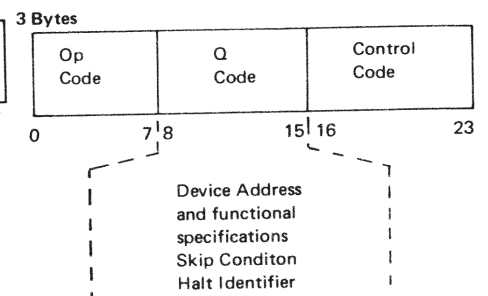 3 Bytes
Op Code
Q Code
Control Code
0 7 8 15 16 23
Device Address
and functional
specifications
Skip Conditon
Halt Identifier